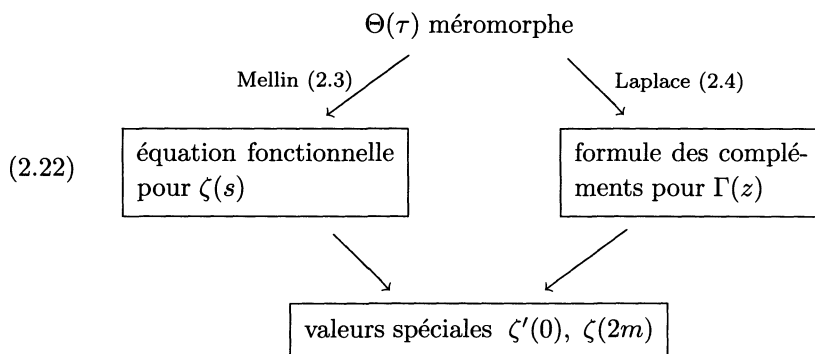 Θ(τ) méromorphe
Mellin (2.3)
Laplace (2.4)
(2.22)
équation fonctionnelle
pour ζ(s)
formule des complé-
ments pour Γ(z)
valeurs spéciales ζ′(0), ζ(2m)